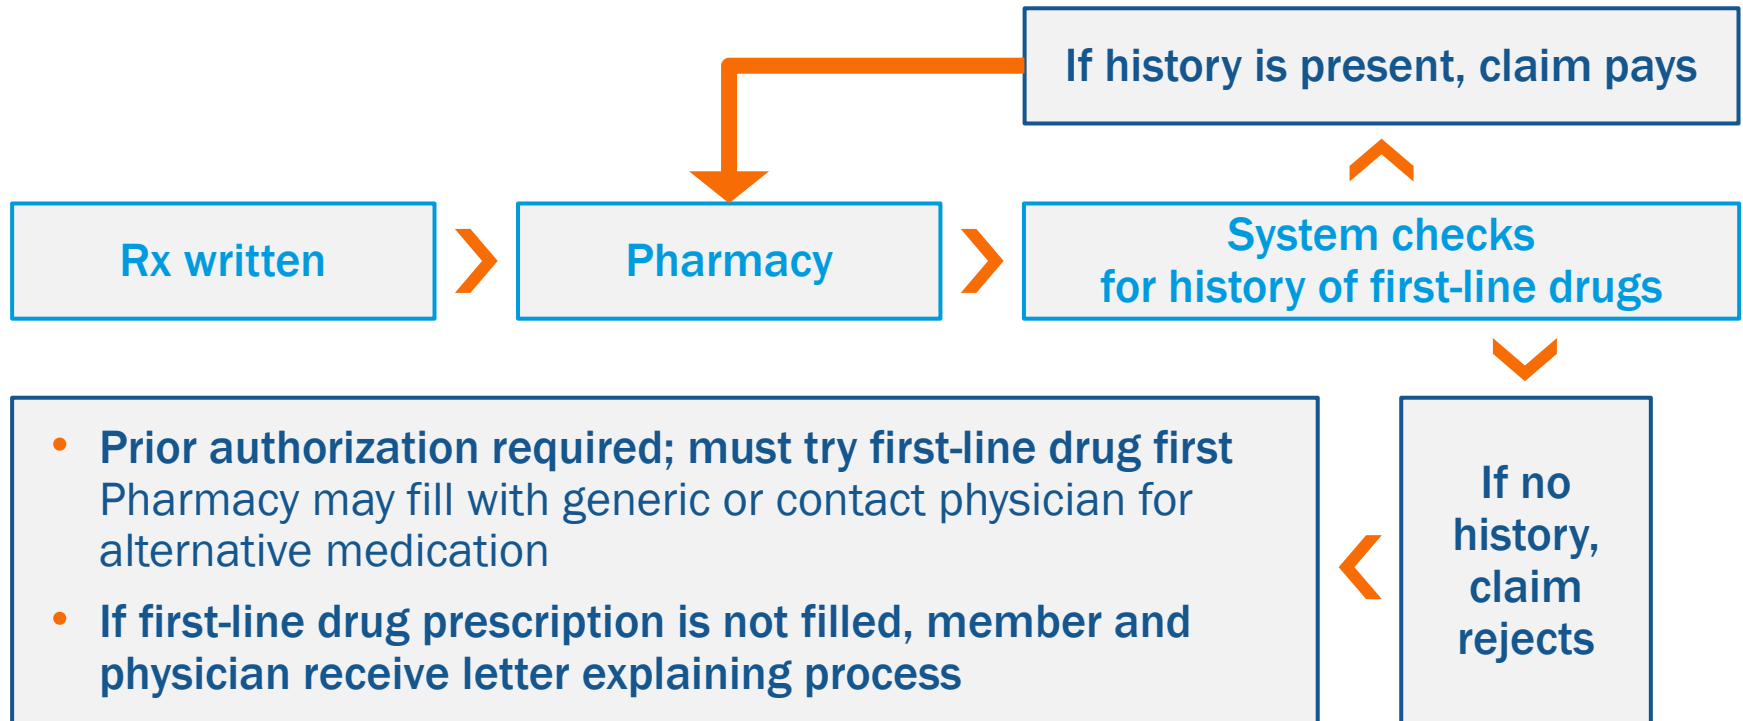 If history is present, claim pays
Rx written
Pharmacy
System checks
for history of first-line drugs
• Prior authorization required; must try first-line drug first
Pharmacy may fill with generic or contact physician for
alternative medication
• If first-line drug prescription is not filled, member and
physician receive letter explaining process
If no
history,
claim
rejects